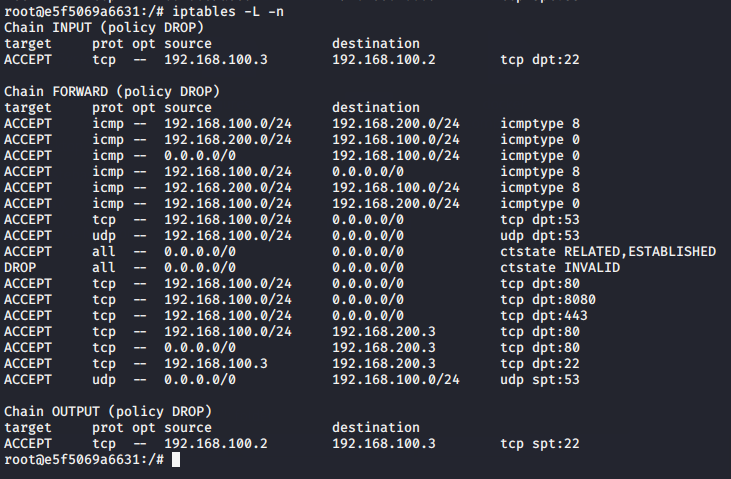 root@e5f5069a6631:/# iptables -L -n
Chain INPUT (policy DROP)
target     prot opt source               destination
ACCEPT     tcp  --  192.168.100.3        192.168.100.2        tcp dpt:22

Chain FORWARD (policy DROP)
target     prot opt source               destination
ACCEPT     icmp --  192.168.100.0/24     192.168.200.0/24     icmptype 8
ACCEPT     icmp --  192.168.200.0/24     192.168.100.0/24     icmptype 0
ACCEPT     icmp --  0.0.0.0/0            192.168.100.0/24     icmptype 0
ACCEPT     icmp --  192.168.100.0/24     0.0.0.0/0            icmptype 8
ACCEPT     icmp --  192.168.200.0/24     192.168.100.0/24     icmptype 8
ACCEPT     icmp --  192.168.100.0/24     192.168.200.0/24     icmptype 0
ACCEPT     tcp  --  192.168.100.0/24     0.0.0.0/0            tcp dpt:53
ACCEPT     udp  --  192.168.100.0/24     0.0.0.0/0            udp dpt:53
ACCEPT     all  --  0.0.0.0/0            0.0.0.0/0            ctstate RELATED,ESTABLISHED
DROP       all  --  0.0.0.0/0            0.0.0.0/0            ctstate INVALID
ACCEPT     tcp  --  192.168.100.0/24     0.0.0.0/0            tcp dpt:80
ACCEPT     tcp  --  192.168.100.0/24     0.0.0.0/0            tcp dpt:8080
ACCEPT     tcp  --  192.168.100.0/24     0.0.0.0/0            tcp dpt:443
ACCEPT     tcp  --  192.168.100.0/24     192.168.200.3        tcp dpt:80
ACCEPT     tcp  --  0.0.0.0/0            192.168.200.3        tcp dpt:80
ACCEPT     tcp  --  192.168.100.3        192.168.200.3        tcp dpt:22
ACCEPT     udp  --  0.0.0.0/0            192.168.100.0/24     udp spt:53

Chain OUTPUT (policy DROP)
target     prot opt source               destination
ACCEPT     tcp  --  192.168.100.2        192.168.100.3        tcp spt:22
root@e5f5069a6631:/#